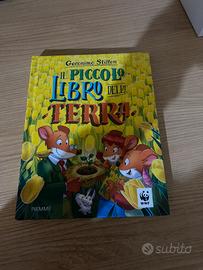 Geronimo Stilton
IL PICCOLO
LIBRO DELLA
TERRA
PIEMME
WWF
subito